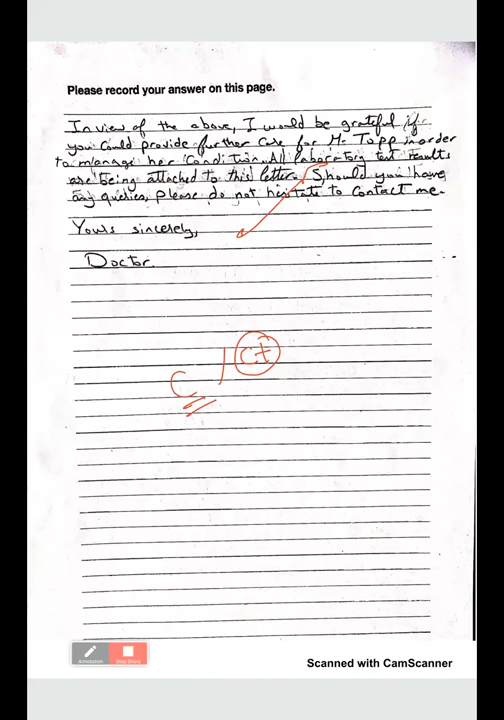 Please record your answer on this page.
In view of the above, I would be grateful if
you could provide further care for Mr Topp in order
to manage her condition. All laboratory test results
are being attached to this letter. Should you have
any queries, please do not hesitate to contact me.
Yours sincerely,
Doctor.
C / C+
Annotation Stop Share
Scanned with CamScanner